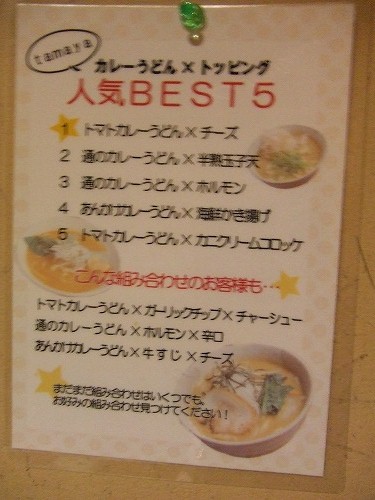 tamaya
カレーうどん×トッピング
人気BEST5
1 トマトカレーうどん×チーズ
2 通のカレーうどん×半熟玉子天
3 通のカレーうどん×ホルモン
4 あんかけカレーうどん×海鮮かき揚げ
5 トマトカレーうどん×カニクリームコロッケ
こんな組み合わせのお客様も…
トマトカレーうどん×ガーリックチップ×チャーシュー
通のカレーうどん×ホルモン×辛口
あんかけカレーうどん×牛すじ×チーズ
まだまだ組み合わせはいくつでも。
お好みの組み合わせ見つけてください！